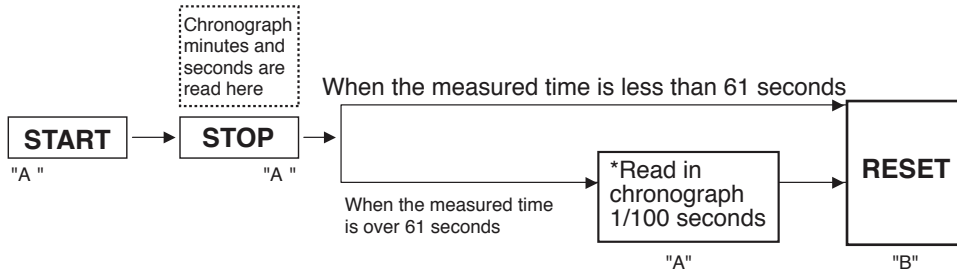 Chronograph
minutes and
seconds are
read here
When the measured time is less than 61 seconds
START
STOP
"A "
"A "
*Read in
chronograph
1/100 seconds
RESET
When the measured time
is over 61 seconds
"A"
"B"